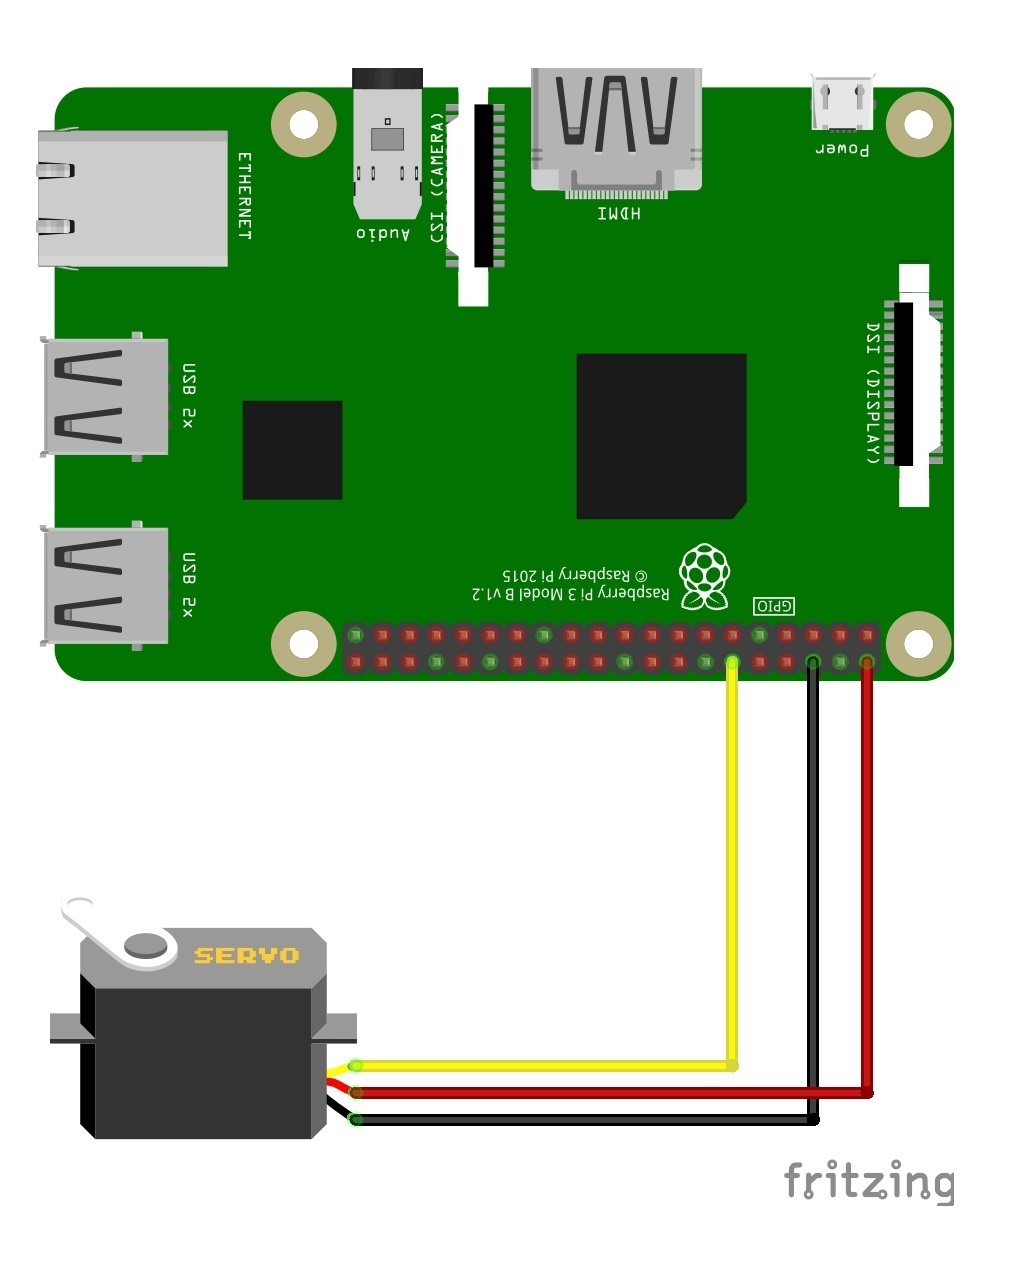 ETHERNET
Audio
CSI (CAMERA)
HDMI
Power
DSI (DISPLAY)
USB 2x
USB 2x
Raspberry Pi 3 Model B v1.2
© Raspberry Pi 2015
GPIO
SERVO
fritzing